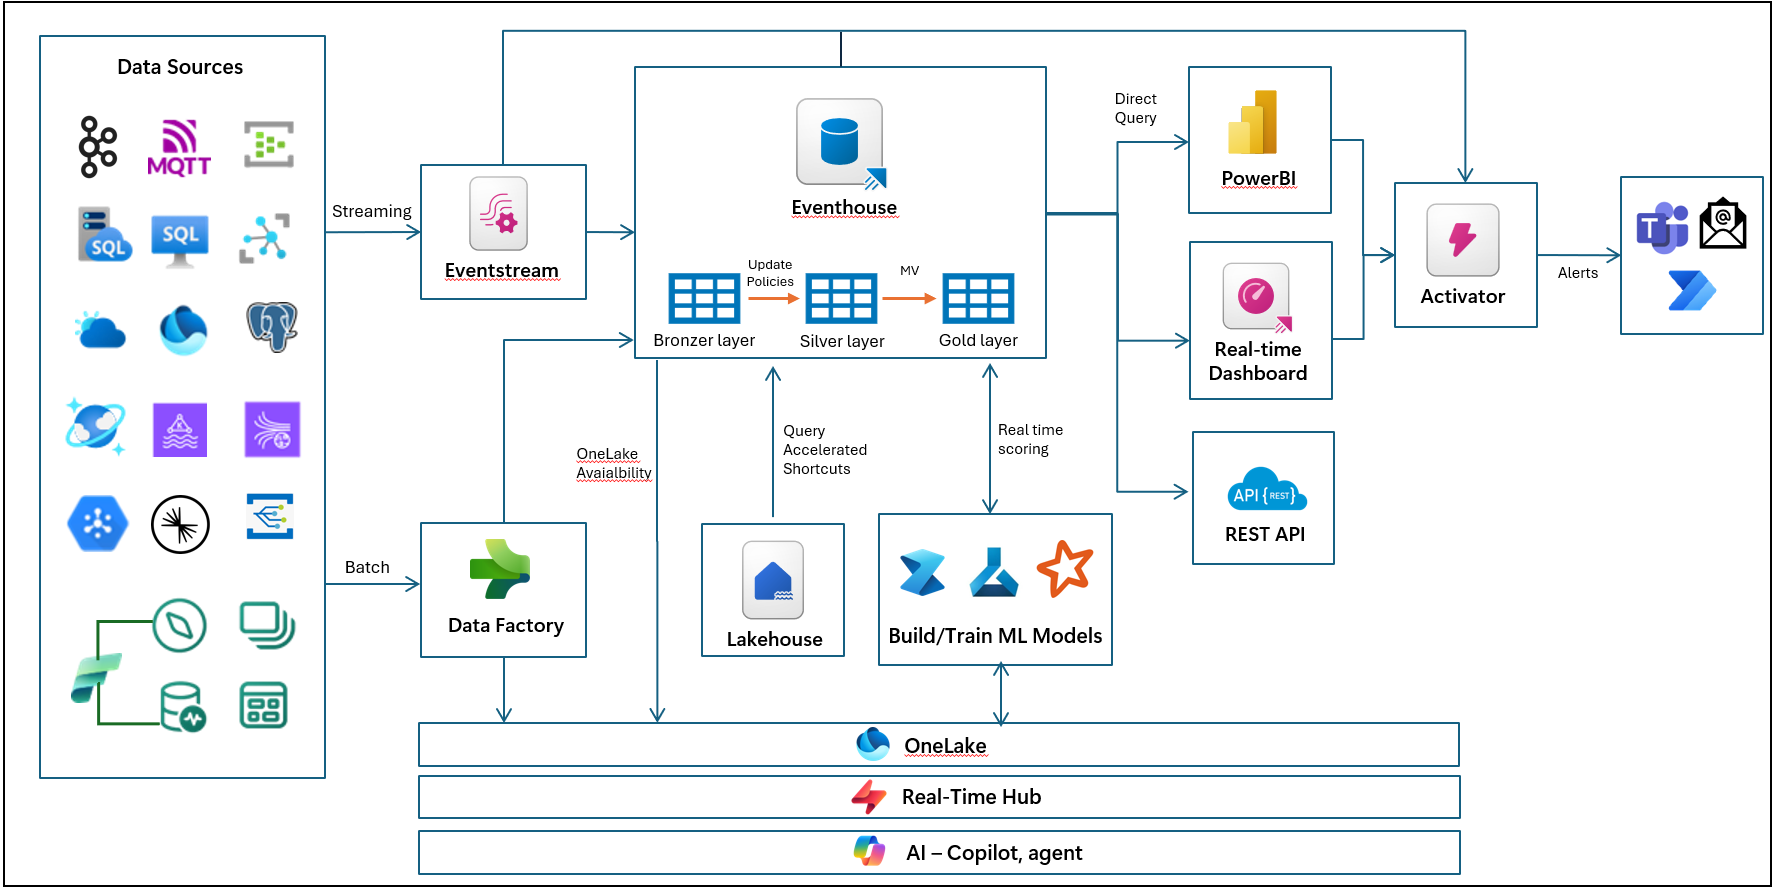 Data Sources
MQTT
SQL
SQL
Streaming
Batch
Eventstream
Data Factory
Eventhouse
Update
Policies
MV
Bronzer layer
Silver layer
Gold layer
OneLake
Avaialbility
Query
Accelerated
Shortcuts
Real time
scoring
Lakehouse
Build/Train ML Models
Direct
Query
PowerBI
Real-time
Dashboard
API {REST}
REST API
Activator
Alerts
T
@
OneLake
Real-Time Hub
AI – Copilot, agent